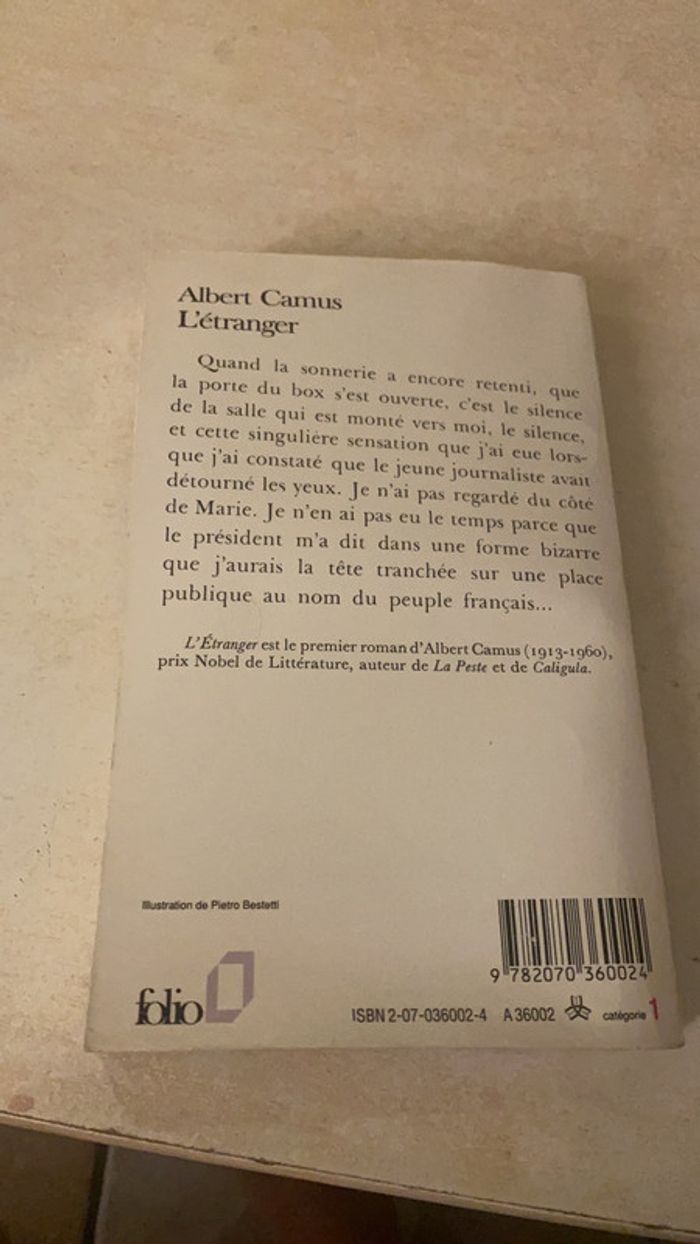 Albert Camus
L'étranger
Quand la sonnerie a encore retenti, que
la porte du box s'est ouverte, c'est le silence
de la salle qui est monté vers moi, le silence,
et cette singulière sensation que j'ai eue lors-
que j'ai constaté que le jeune journaliste avait
détourné les yeux. Je n'ai pas regardé du côté
de Marie. Je n'en ai pas eu le temps parce que
le président m'a dit dans une forme bizarre
que j'aurais la tête tranchée sur une place
publique au nom du peuple français...
L'Étranger est le premier roman d'Albert Camus (1913-1960),
prix Nobel de Littérature, auteur de La Peste et de Caligula.
Illustration de Pietro Bestetti
9 782070 360024
folio
ISBN 2-07-036002-4 A 36002 catégorie 1